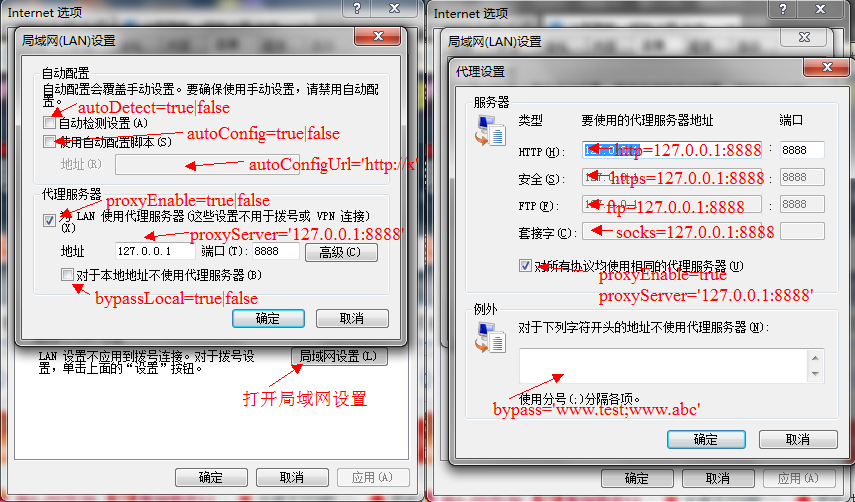 Internet 选项
局域网(LAN)设置
自动配置
自动配置会覆盖手动设置。要确保使用手动设置，请禁用自动配
置。
autoDetect=true|false
自动检测设置(A)
autoConfig=true|false
使用自动配置脚本(S)
地址(R)
autoConfigUrl='http://x'
代理服务器
proxyEnable=true|false
为 LAN 使用代理服务器(这些设置不用于拨号或 VPN 连接)
(X)
proxyServer='127.0.0.1:8888'
地址
127.0.0.1
端口(T):
8888
高级(C)
对于本地地址不使用代理服务器(B)
bypassLocal=true|false
确定
取消
LAN 设置不应用到拨号连接。对于拨号设
置，单击上面的“设置”按钮。
局域网设置(L)
打开局域网设置
确定
取消
应用(A)
Internet 选项
局域网(LAN)设置
代理设置
服务器
类型
要使用的代理服务器地址
端口
HTTP(H):
http=127.0.0.1:8888
:
8888
安全(S):
https=127.0.0.1:8888
:
8888
FTP(F):
ftp=127.0.0.1:8888
:
8888
套接字(C):
socks=127.0.0.1:8888
:
对所有协议均使用相同的代理服务器(U)
proxyEnable=true
proxyServer='127.0.0.1:8888'
例外
对于下列字符开头的地址不使用代理服务器(N):
使用分号(;)分隔各项。
bypass='www.test;www.abc'
确定
取消
确定
取消
应用(A)